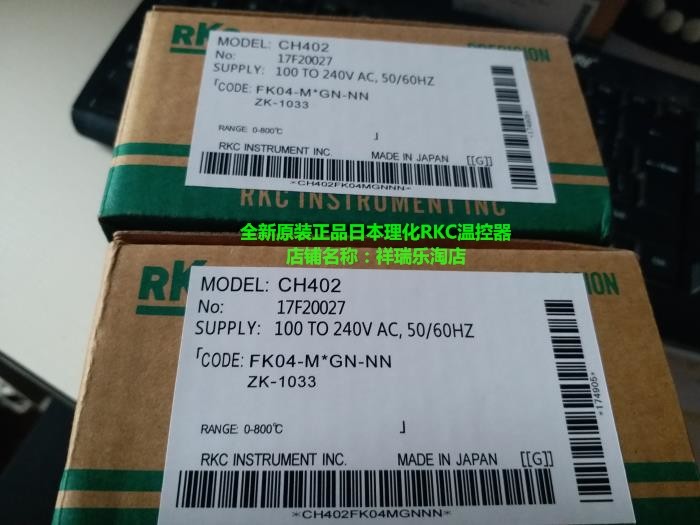 RKC
PRECISION
MODEL: CH402
No: 17F20027
SUPPLY: 100 TO 240V AC, 50/60HZ
「CODE: FK04-M*GN-NN
ZK-1033
RANGE: 0-800℃ 」
RKC INSTRUMENT INC. MADE IN JAPAN [[G]]
*CH402FK04MGNNN*
RKC INSTRUMENT INC
全新原装正品日本理化RKC温控器
店铺名称：祥瑞乐淘店
RK
ION
MODEL: CH402
No: 17F20027
SUPPLY: 100 TO 240V AC, 50/60HZ
「CODE: FK04-M*GN-NN
ZK-1033
*174905*
RANGE: 0-800℃ 」
RKC INSTRUMENT INC. MADE IN JAPAN [[G]]
*CH402FK04MGNNN*